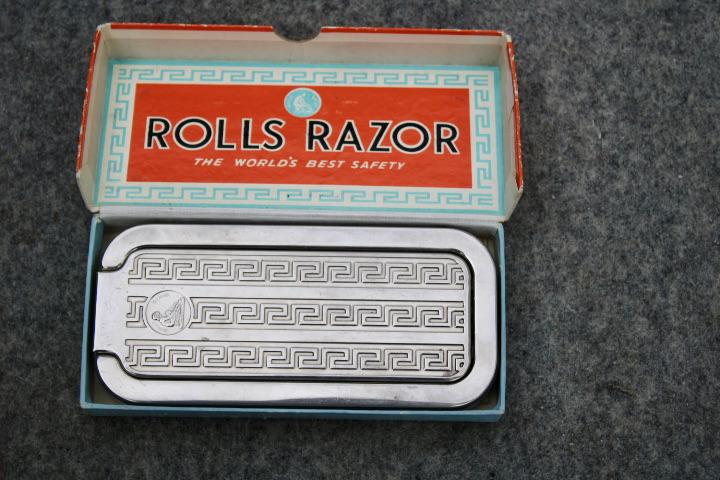 ROLLS RAZOR
THE WORLD'S BEST SAFETY